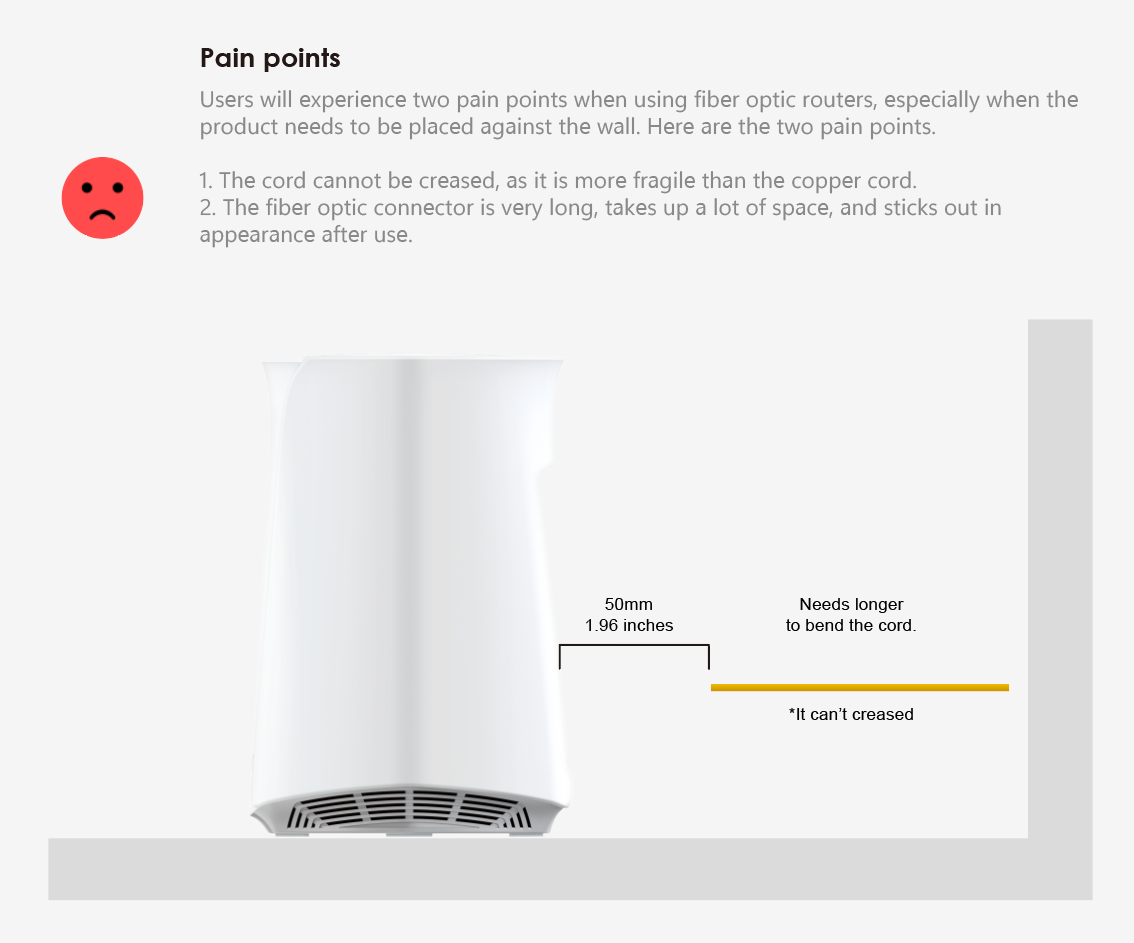 Pain points
Users will experience two pain points when using fiber optic routers, especially when the
product needs to be placed against the wall. Here are the two pain points.
1. The cord cannot be creased, as it is more fragile than the copper cord.
2. The fiber optic connector is very long, takes up a lot of space, and sticks out in
appearance after use.
50mm
1.96 inches
Needs longer
to bend the cord.
*It can’t creased